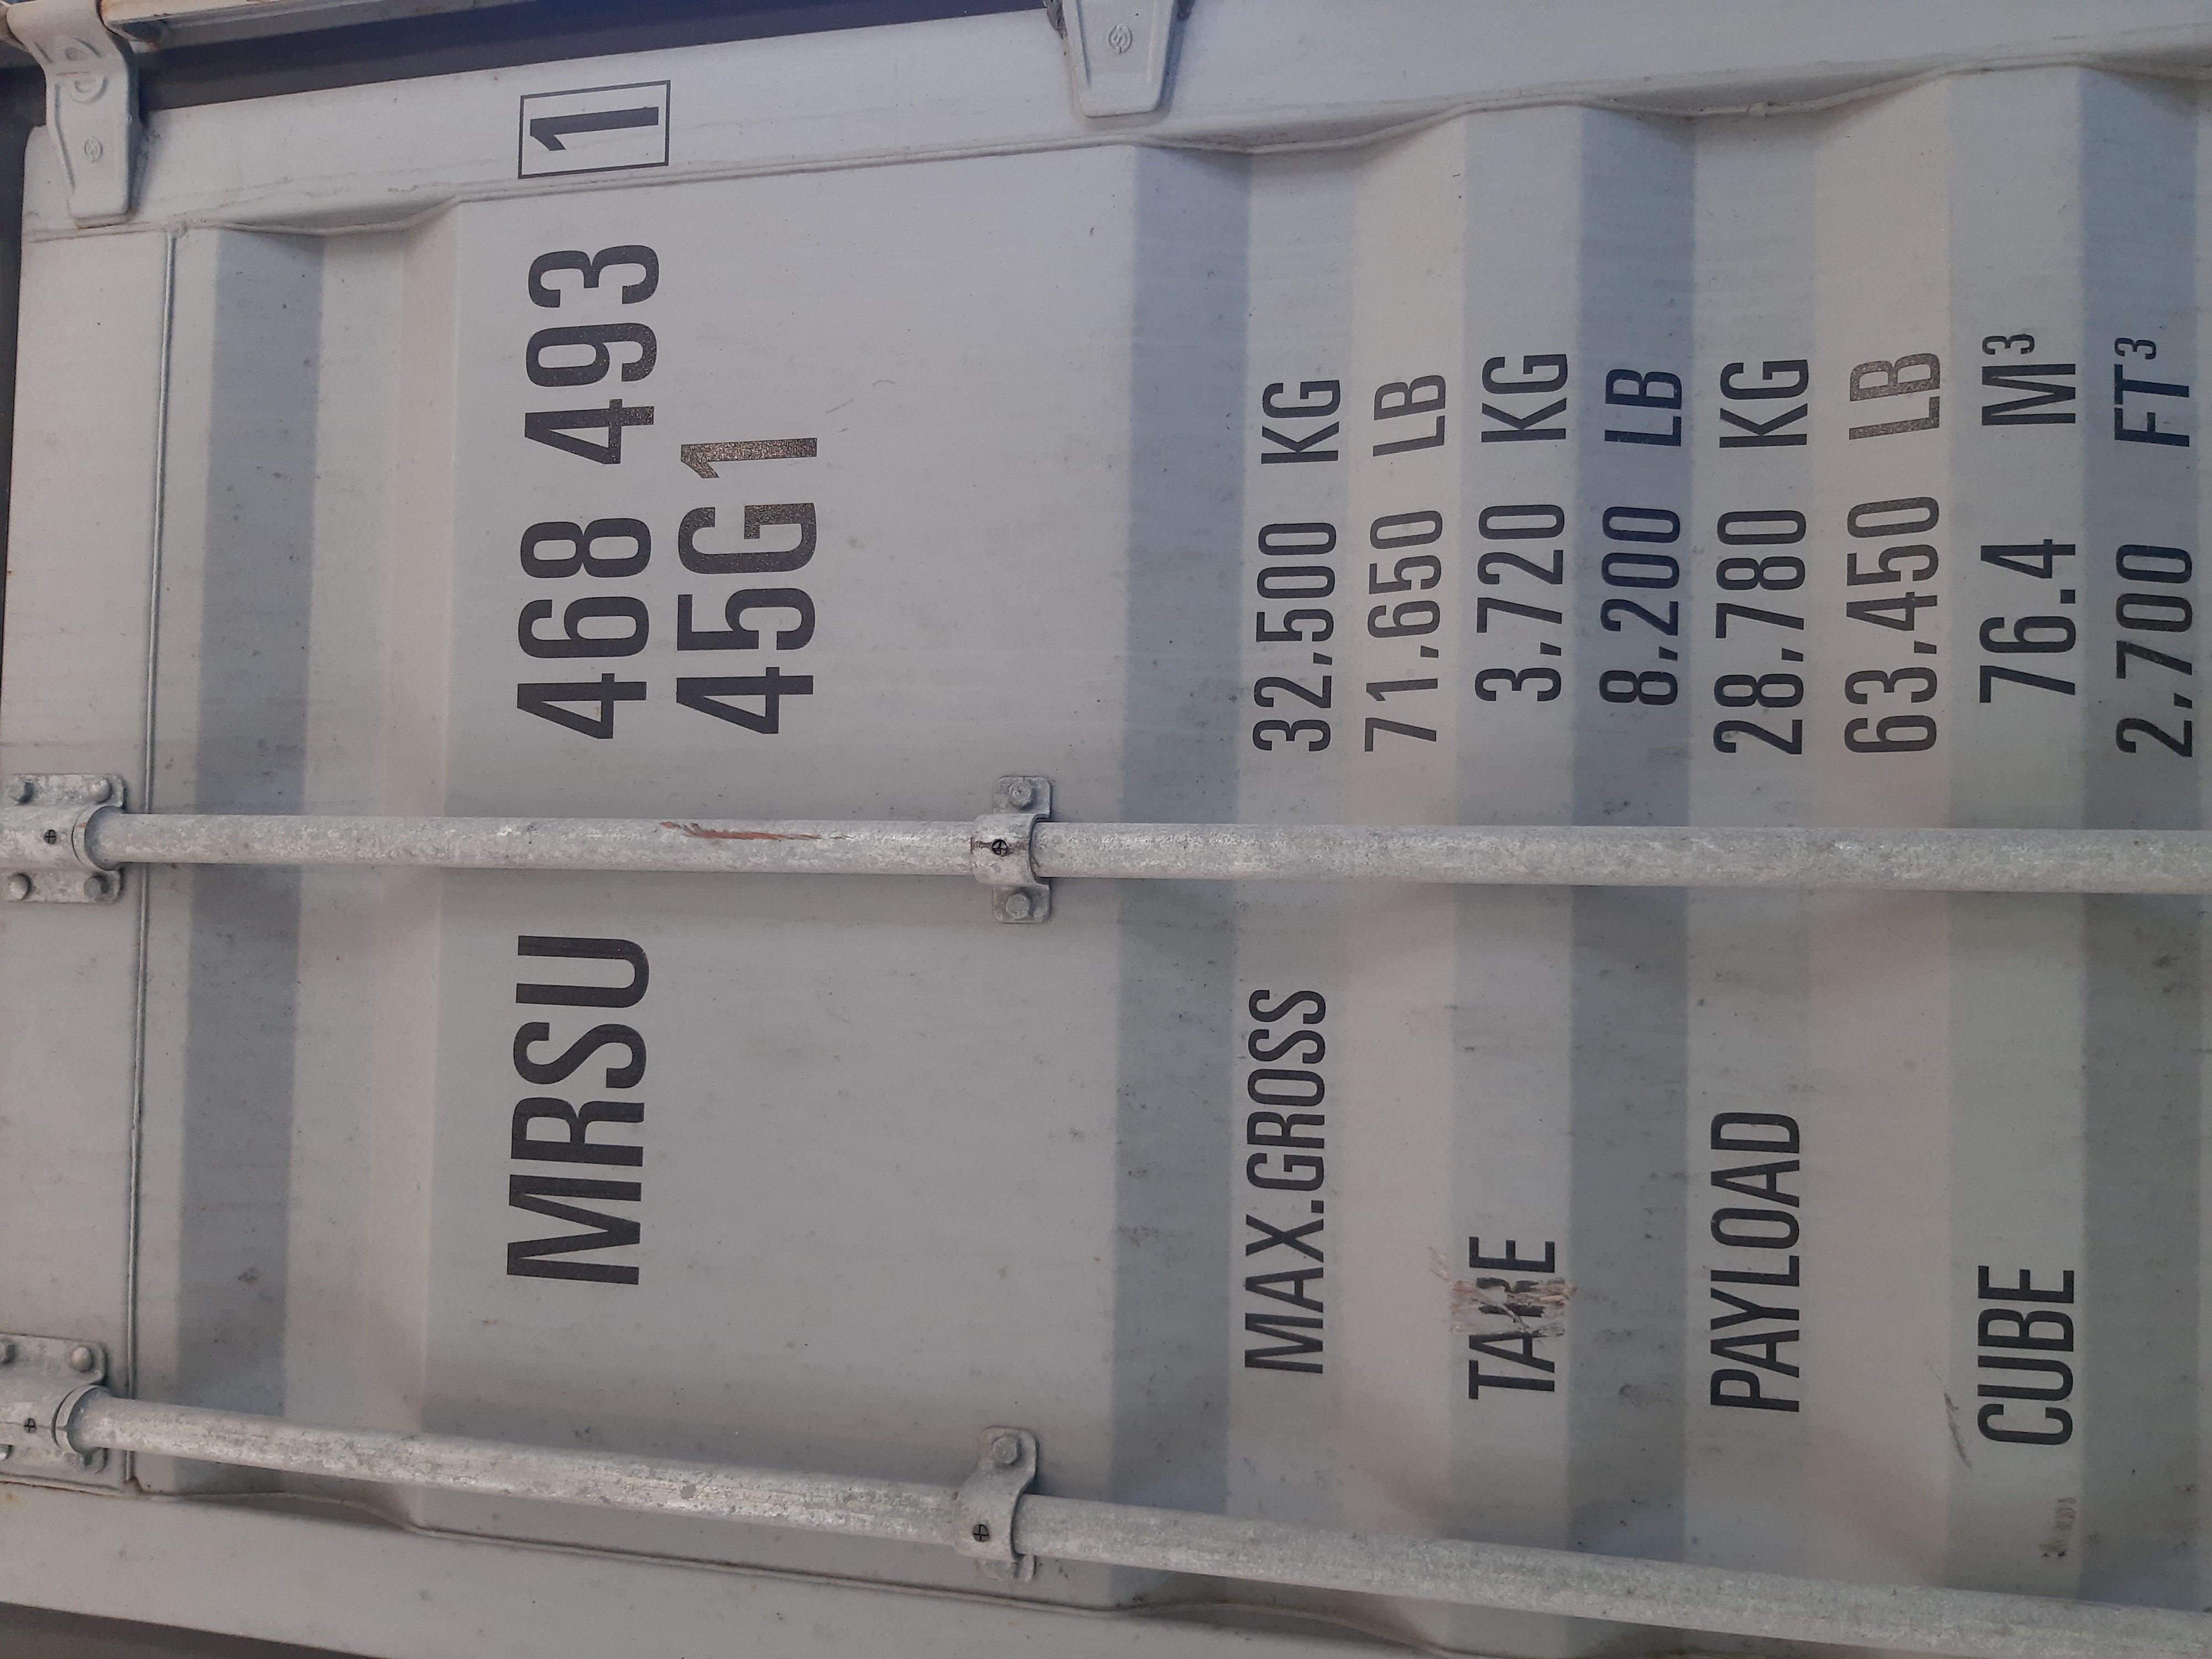 MRSU 468 493 1
45G1
MAX.GROSS 32,500 KG
71,650 LB
TARE 3,720 KG
8,200 LB
PAYLOAD 28,780 KG
63,450 LB
CUBE 76.4 M³
2,700 FT³